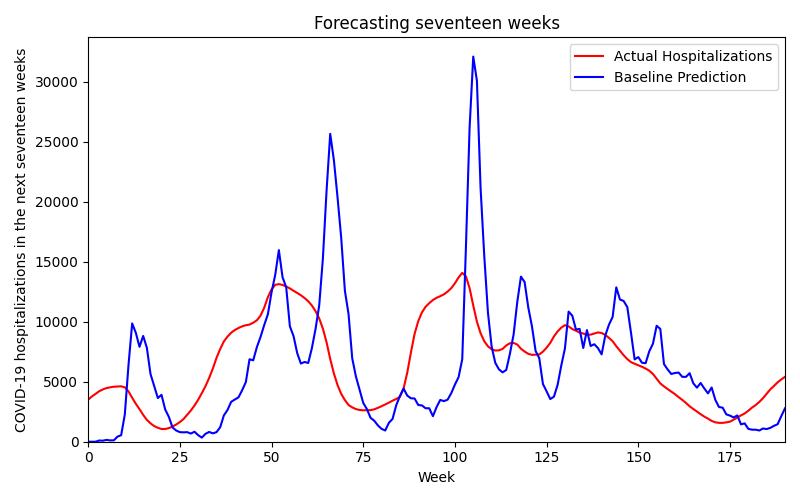 Forecasting seventeen weeks
Actual Hospitalizations
Baseline Prediction
COVID-19 hospitalizations in the next seventeen weeks
30000
25000
20000
15000
10000
5000
0
0 25 50 75 100 125 150 175
Week